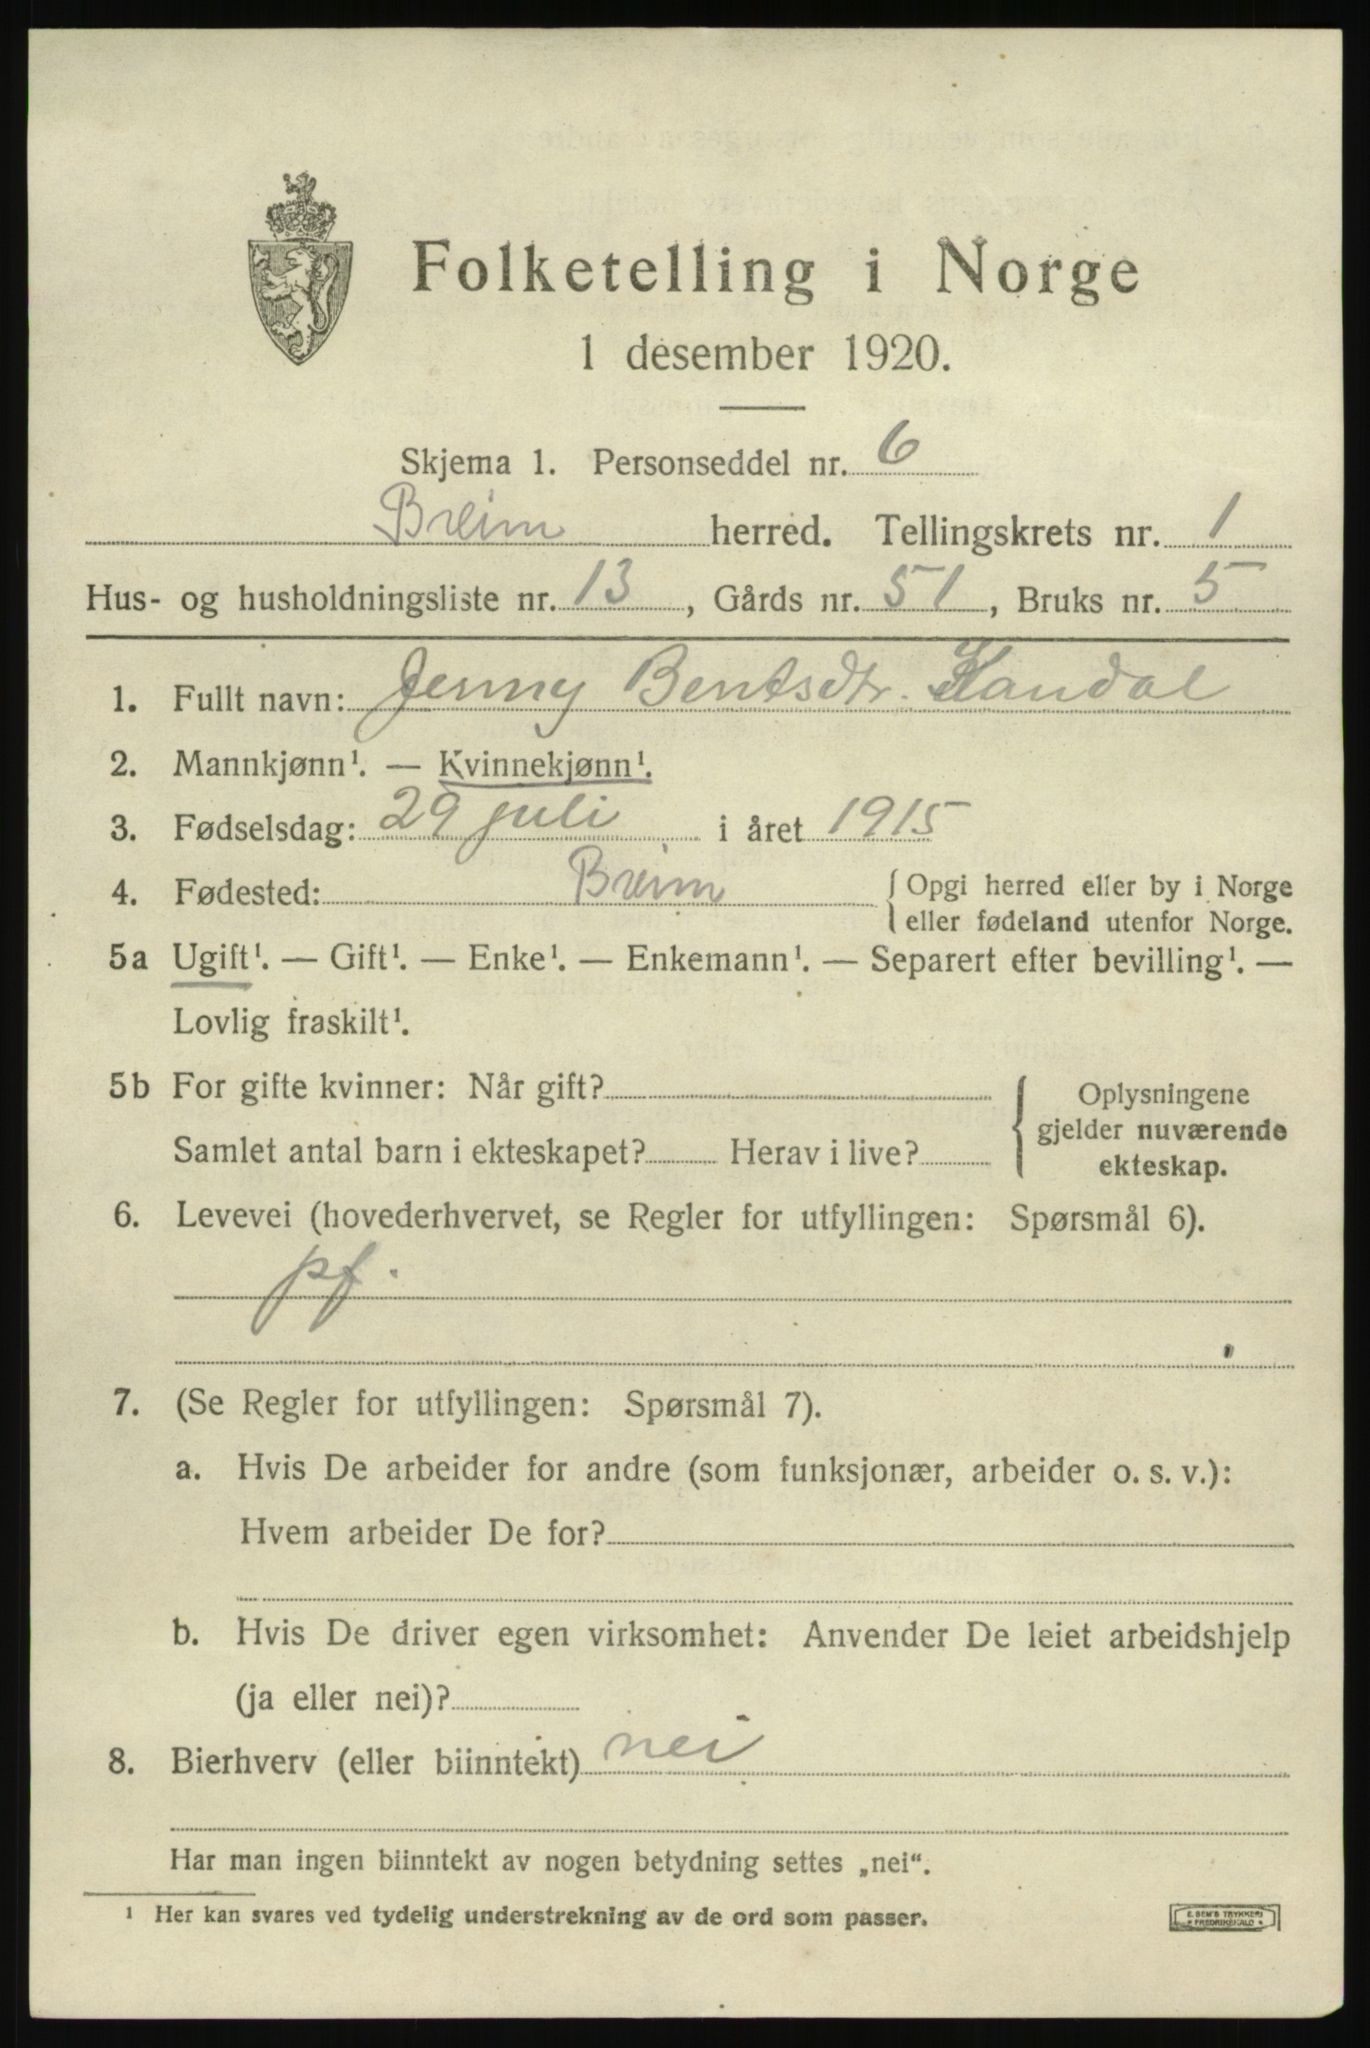 Folketelling i Norge
1 desember 1920.
Skjema 1. Personseddel nr. 6
Breim herred. Tellingskrets nr. 1
Hus- og husholdningsliste nr. 13, Gårds nr. 51, Bruks nr. 5
1. Fullt navn: Jenny Bentsdtr. Kandal
2. Mannkjønn¹. — Kvinnekjønn¹.
3. Fødselsdag: 29 juli i året 1915
4. Fødested: Breim { Opgi herred eller by i Norge
eller fødeland utenfor Norge.
5a Ugift¹. — Gift¹. — Enke¹. — Enkemann¹. — Separert efter bevilling¹. —
Lovlig fraskilt¹.
5b For gifte kvinner: Når gift?
Samlet antal barn i ekteskapet? Herav i live?
{ Oplysningene
gjelder nuværende
ekteskap.
6. Levevei (hovederhvervet, se Regler for utfyllingen: Spørsmål 6).
pf.
7. (Se Regler for utfyllingen: Spørsmål 7).
a. Hvis De arbeider for andre (som funksjonær, arbeider o. s. v.):
Hvem arbeider De for?
b. Hvis De driver egen virksomhet: Anvender De leiet arbeidshjelp
(ja eller nei)?
8. Bierhverv (eller biinntekt) nei
Har man ingen biinntekt av nogen betydning settes „nei“.
¹ Her kan svares ved tydelig understrekning av de ord som passer.
E. SEM'S TRYKKERI
FREDRIKSHALD